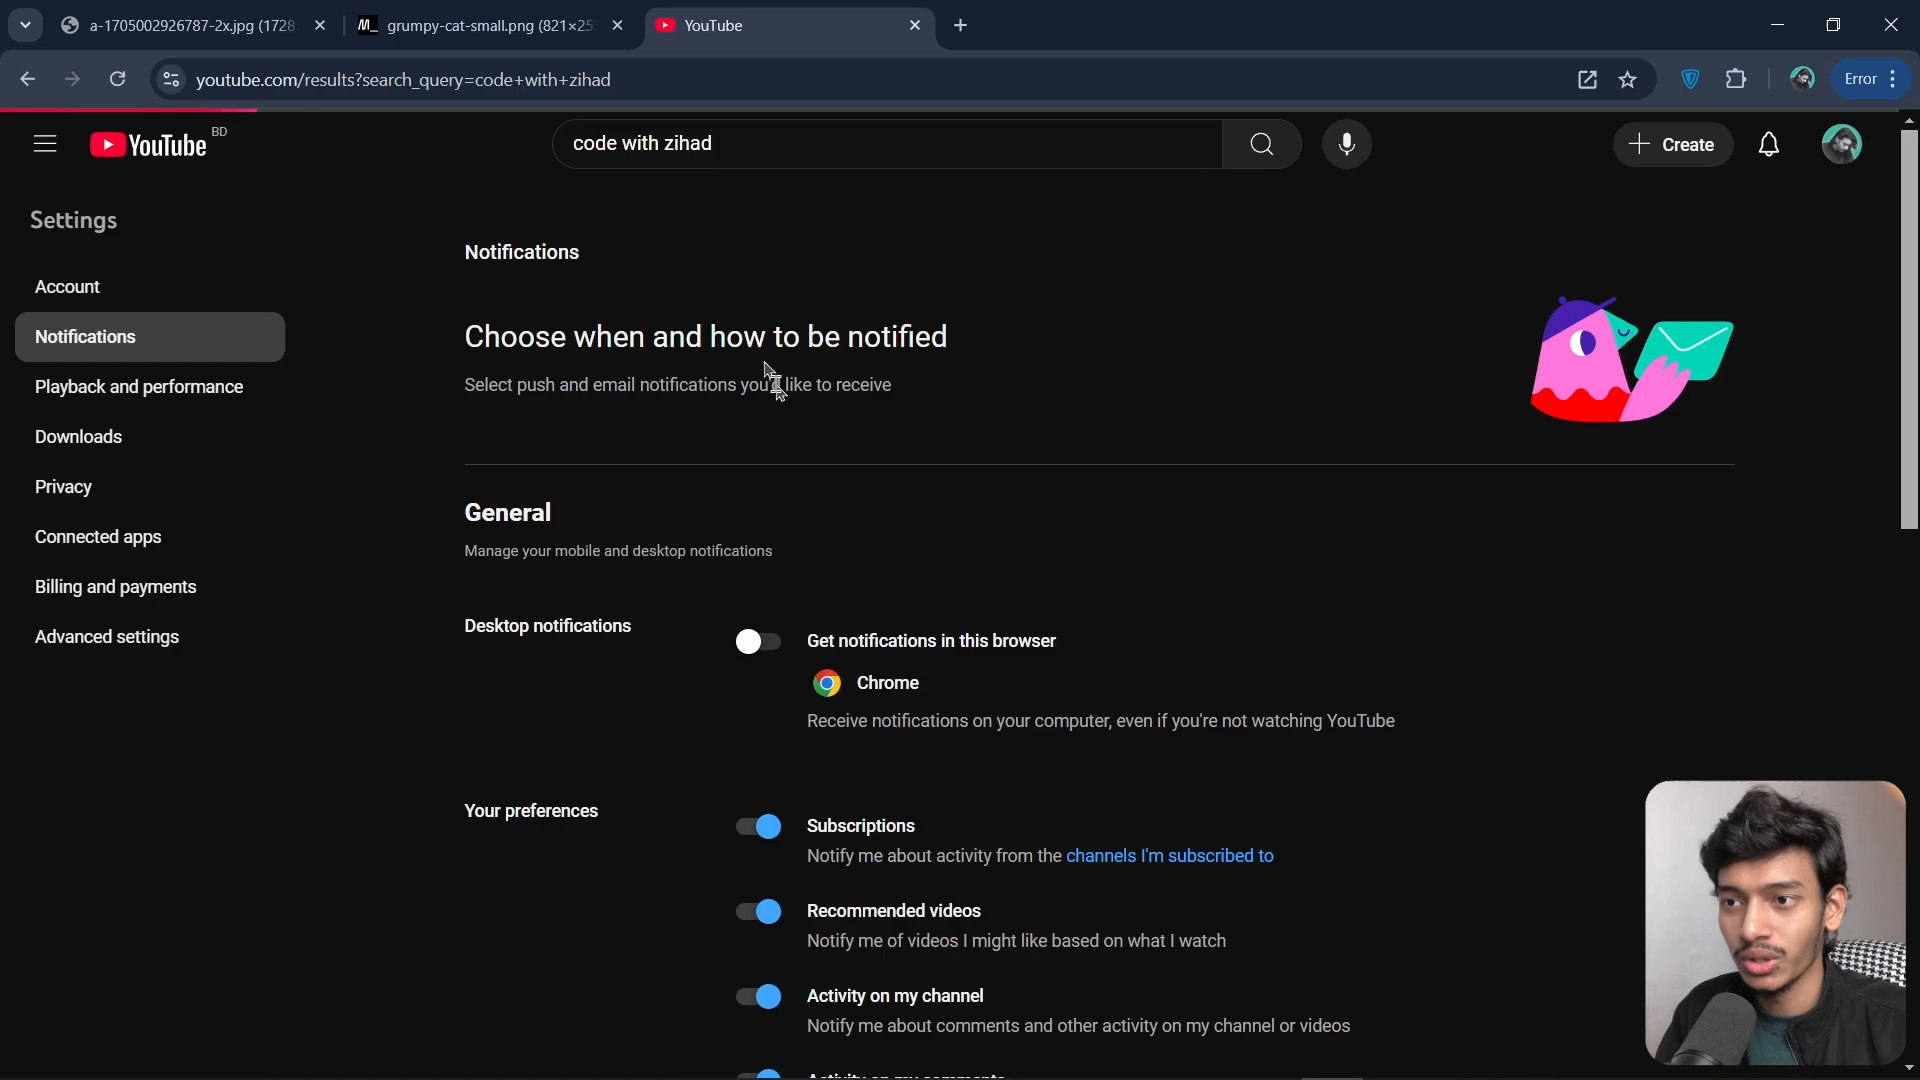 a-1705002926787-2x.jpg (1728
grumpy-cat-small.png (821×25
YouTube
youtube.com/results?search_query=code+with+zihad
Error
YouTube BD
code with zihad
Create
Settings
Account
Notifications
Playback and performance
Downloads
Privacy
Connected apps
Billing and payments
Advanced settings
Notifications
Choose when and how to be notified
Select push and email notifications you'd like to receive
General
Manage your mobile and desktop notifications
Desktop notifications
Get notifications in this browser
Chrome
Receive notifications on your computer, even if you're not watching YouTube
Your preferences
Subscriptions
Notify me about activity from the channels I'm subscribed to
Recommended videos
Notify me of videos I might like based on what I watch
Activity on my channel
Notify me about comments and other activity on my channel or videos